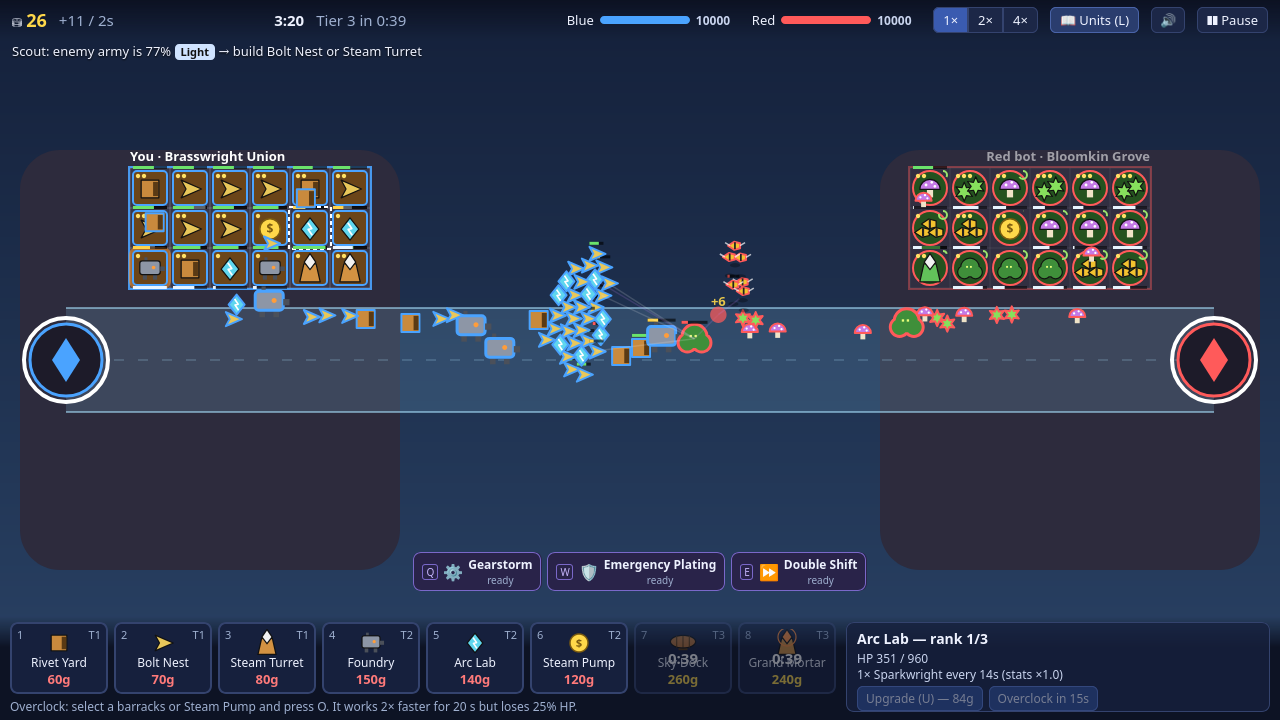 26 +11 / 2s 3:20 Tier 3 in 0:39 Blue 10000 Red 10000 1× 2× 4× Units (L) Pause
Scout: enemy army is 77% Light → build Bolt Nest or Steam Turret
You · Brasswright Union Red bot · Bloomkin Grove
$ $
+6
Q Gearstorm ready W Emergency Plating ready E Double Shift ready
1 T1 Rivet Yard 60g
2 T1 Bolt Nest 70g
3 T1 Steam Turret 80g
4 T2 Foundry 150g
5 T2 Arc Lab 140g
6 T2 $ Steam Pump 120g
7 T3 Sky Dock 0:39 260g
8 T3 Grand Mortar 0:39 240g
Arc Lab — rank 1/3
HP 351 / 960
1× Sparkwright every 14s (stats ×1.0)
Upgrade (U) — 84g Overclock in 15s
Overclock: select a barracks or Steam Pump and press O. It works 2× faster for 20 s but loses 25% HP.